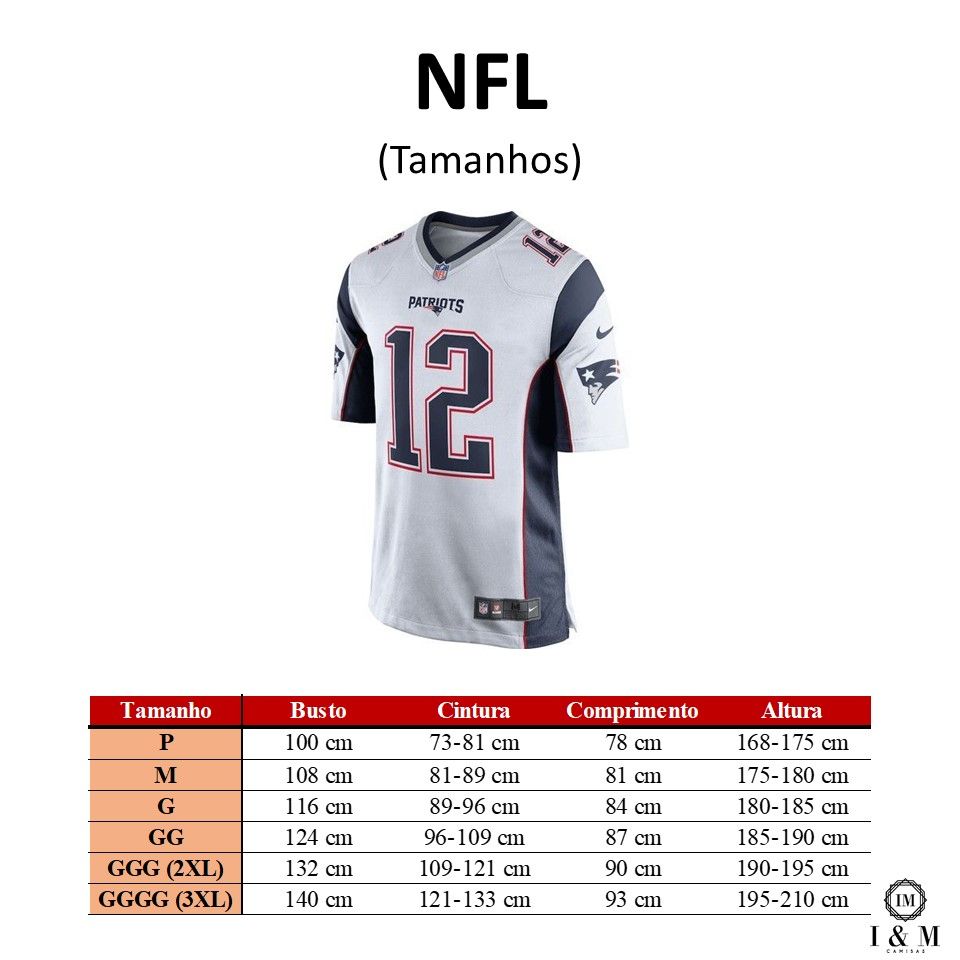 NFL
(Tamanhos)
12
NFL
PATRIOTS
12
Tamanho Busto Cintura Comprimento Altura
P 100 cm 73-81 cm 78 cm 168-175 cm
M 108 cm 81-89 cm 81 cm 175-180 cm
G 116 cm 89-96 cm 84 cm 180-185 cm
GG 124 cm 96-109 cm 87 cm 185-190 cm
GGG (2XL) 132 cm 109-121 cm 90 cm 190-195 cm
GGGG (3XL) 140 cm 121-133 cm 93 cm 195-210 cm
IM
I & M
CAMISAS